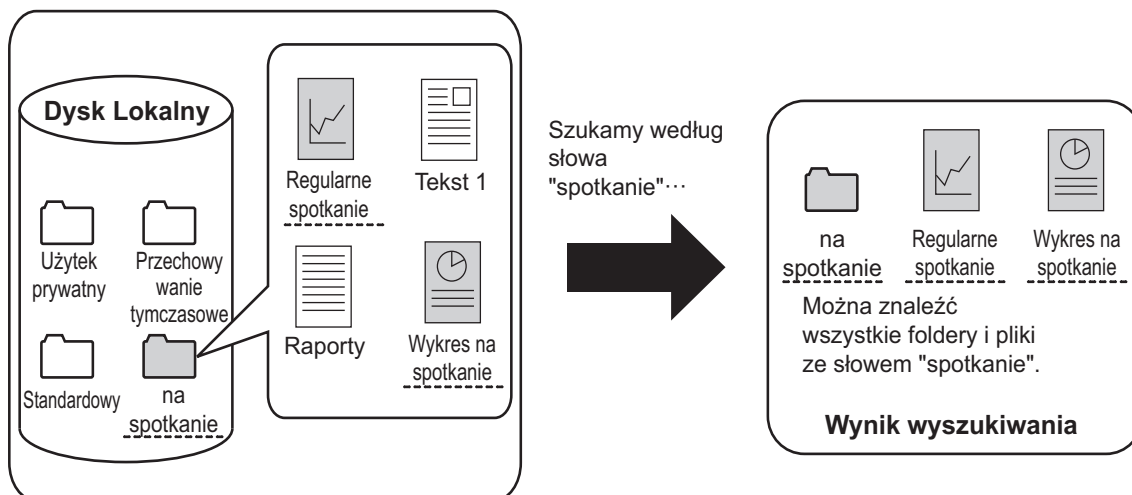 Dysk Lokalny
Użytek
prywatny
Przechowy
wanie
tymczasowe
Standardowy
na
spotkanie
Regularne
spotkanie
Tekst 1
Raporty
Wykres na
spotkanie
Szukamy według
słowa
"spotkanie"···
na
spotkanie
Regularne
spotkanie
Wykres na
spotkanie
Można znaleźć
wszystkie foldery i pliki
ze słowem "spotkanie".
Wynik wyszukiwania